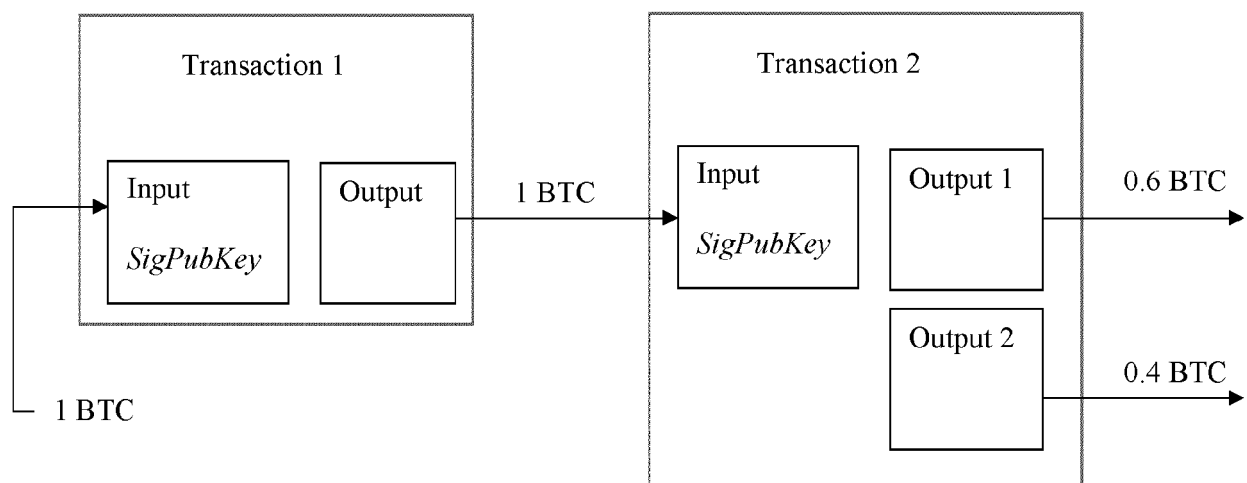 Transaction 1
Input
SigPubKey
Output
1 BTC
1 BTC
Transaction 2
Input
SigPubKey
Output 1
0.6 BTC
Output 2
0.4 BTC